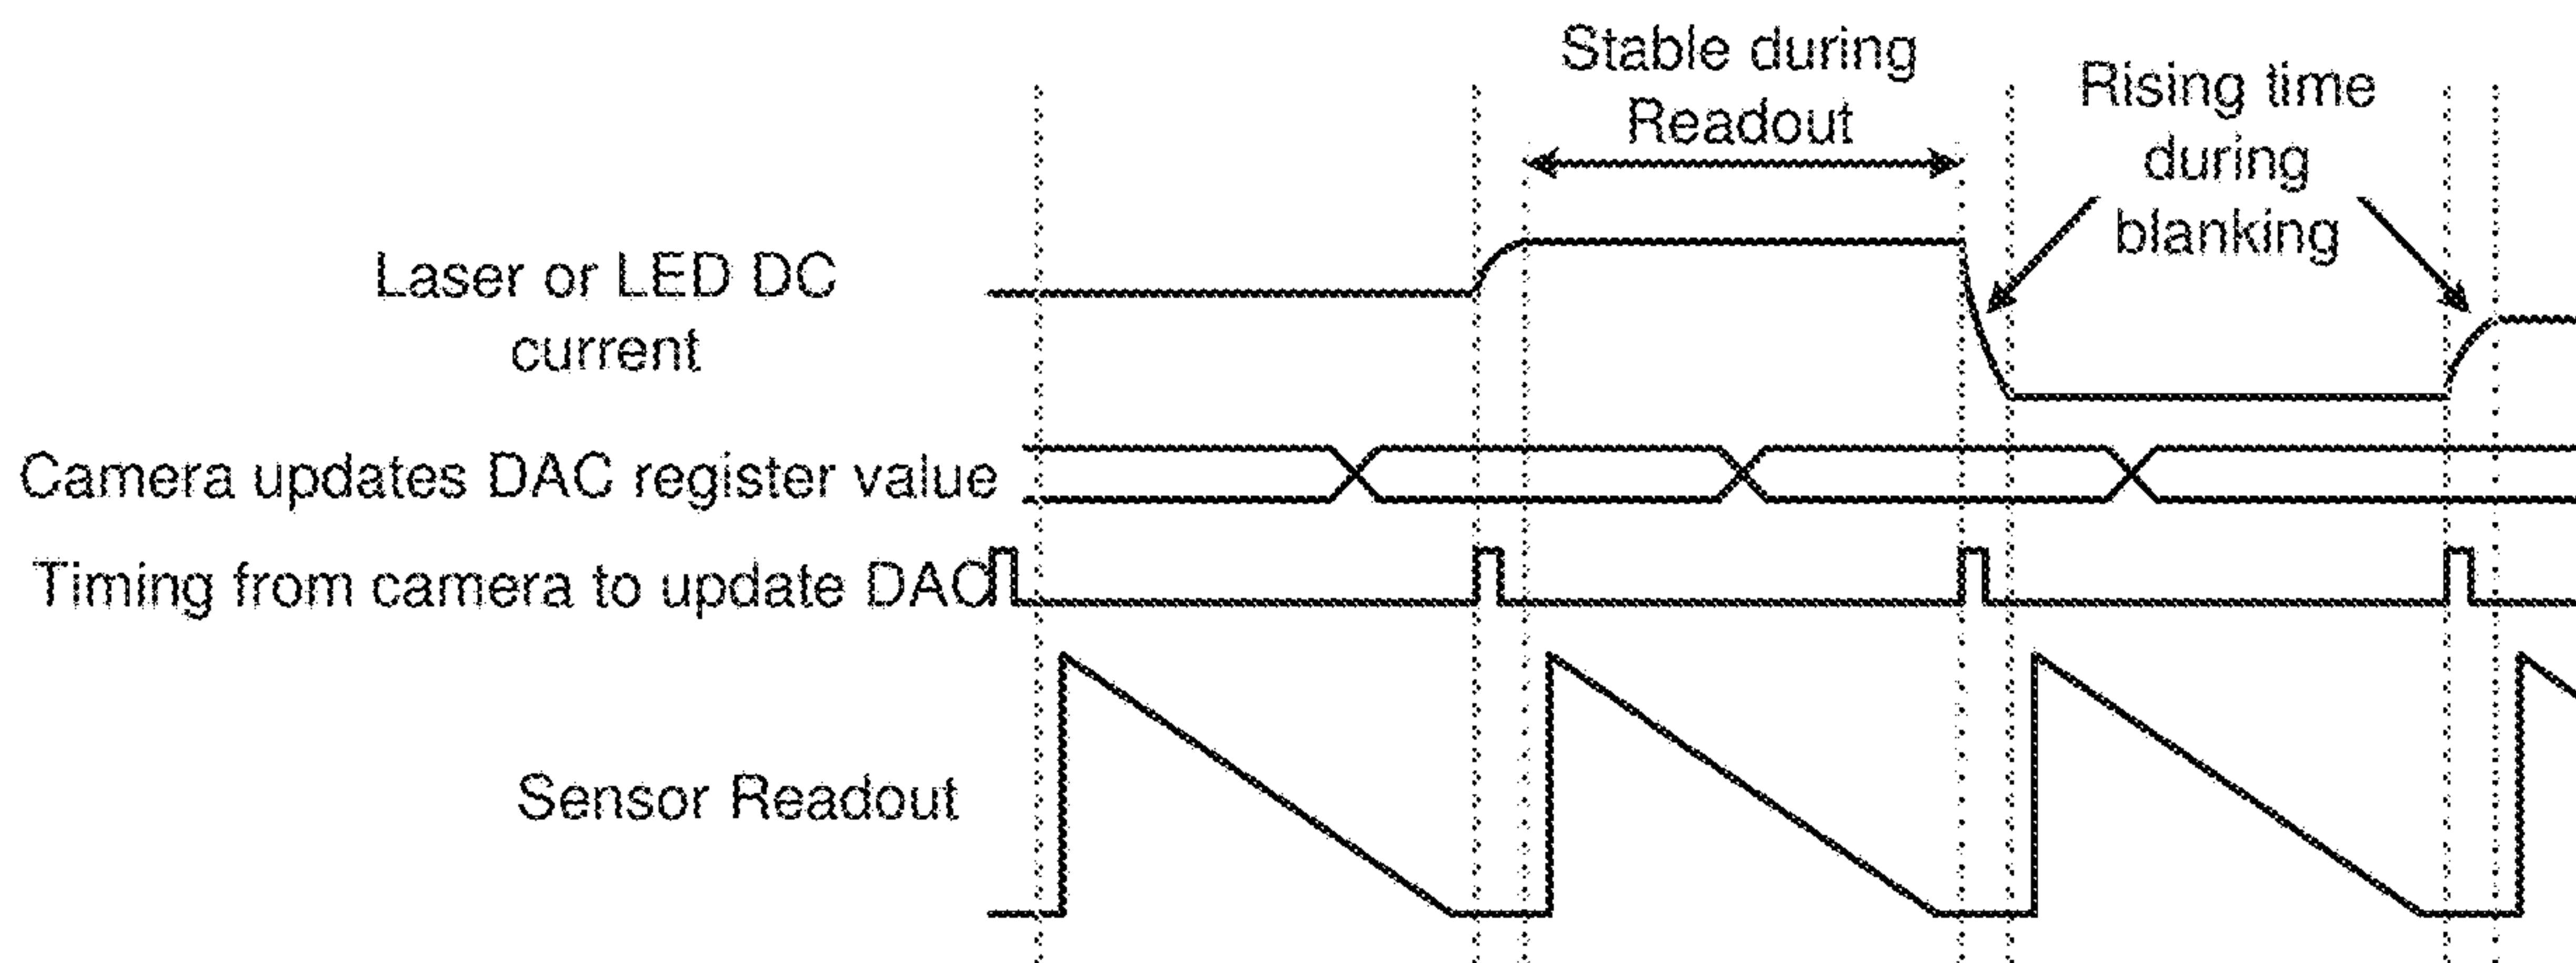 Stable during
Readout
Rising time
during
blanking
Laser or LED DC
current
Camera updates DAC register value
Timing from camera to update DAC
Sensor Readout